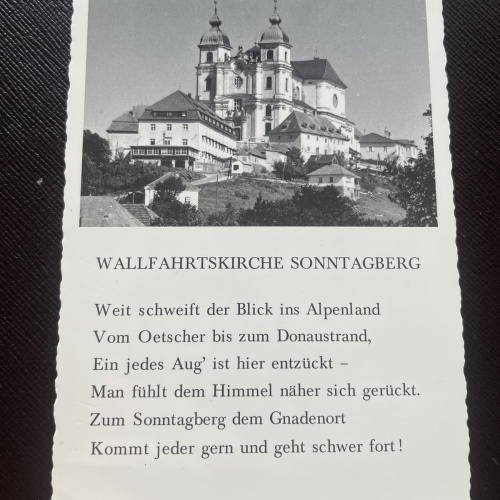 WALLFAHRTSKIRCHE SONNTAGBERG
Weit schweift der Blick ins Alpenland
Vom Oetscher bis zum Donaustrand,
Ein jedes Aug' ist hier entzückt –
Man fühlt dem Himmel näher sich gerückt.
Zum Sonntagberg dem Gnadenort
Kommt jeder gern und geht schwer fort!